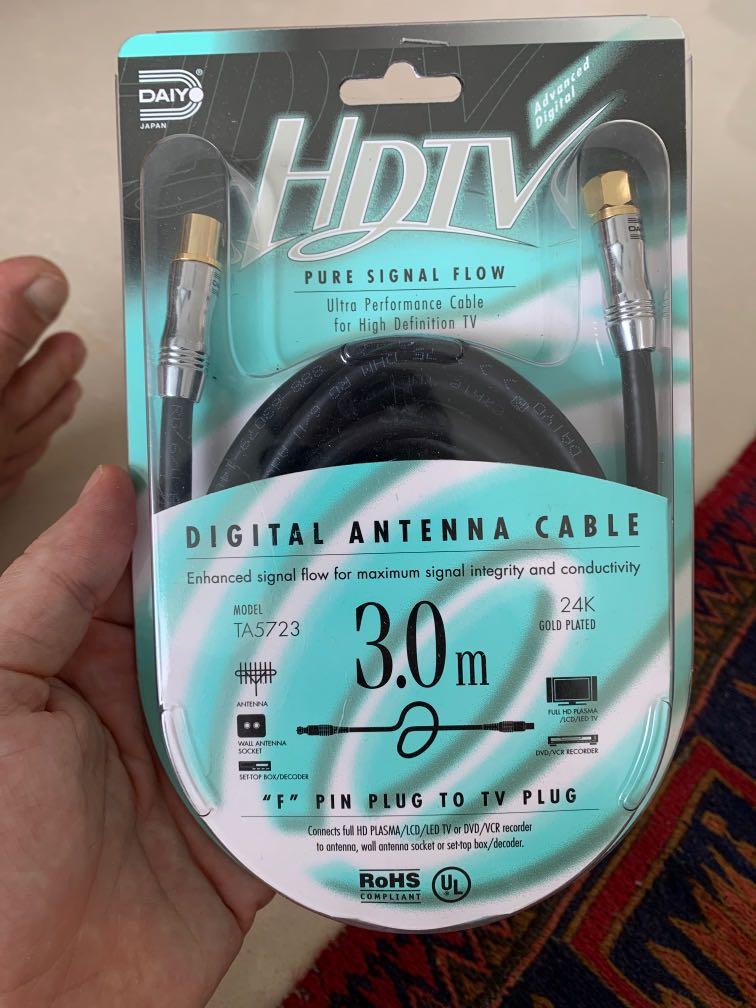 DAIYO®
JAPAN
Advanced
Digital
HDTV
PURE SIGNAL FLOW
Ultra Performance Cable
for High Definition TV
DIGITAL ANTENNA CABLE
Enhanced signal flow for maximum signal integrity and conductivity
MODEL
TA5723
3.0m
24K
GOLD PLATED
ANTENNA
WALL ANTENNA
SOCKET
SET-TOP BOX/DECODER
FULL HD PLASMA
/LCD/LED TV
DVD/VCR RECORDER
"F" PIN PLUG TO TV PLUG
Connects full HD PLASMA/LCD/LED TV or DVD/VCR recorder
to antenna, wall antenna socket or set-top box/decoder.
RoHS
COMPLIANT
UL